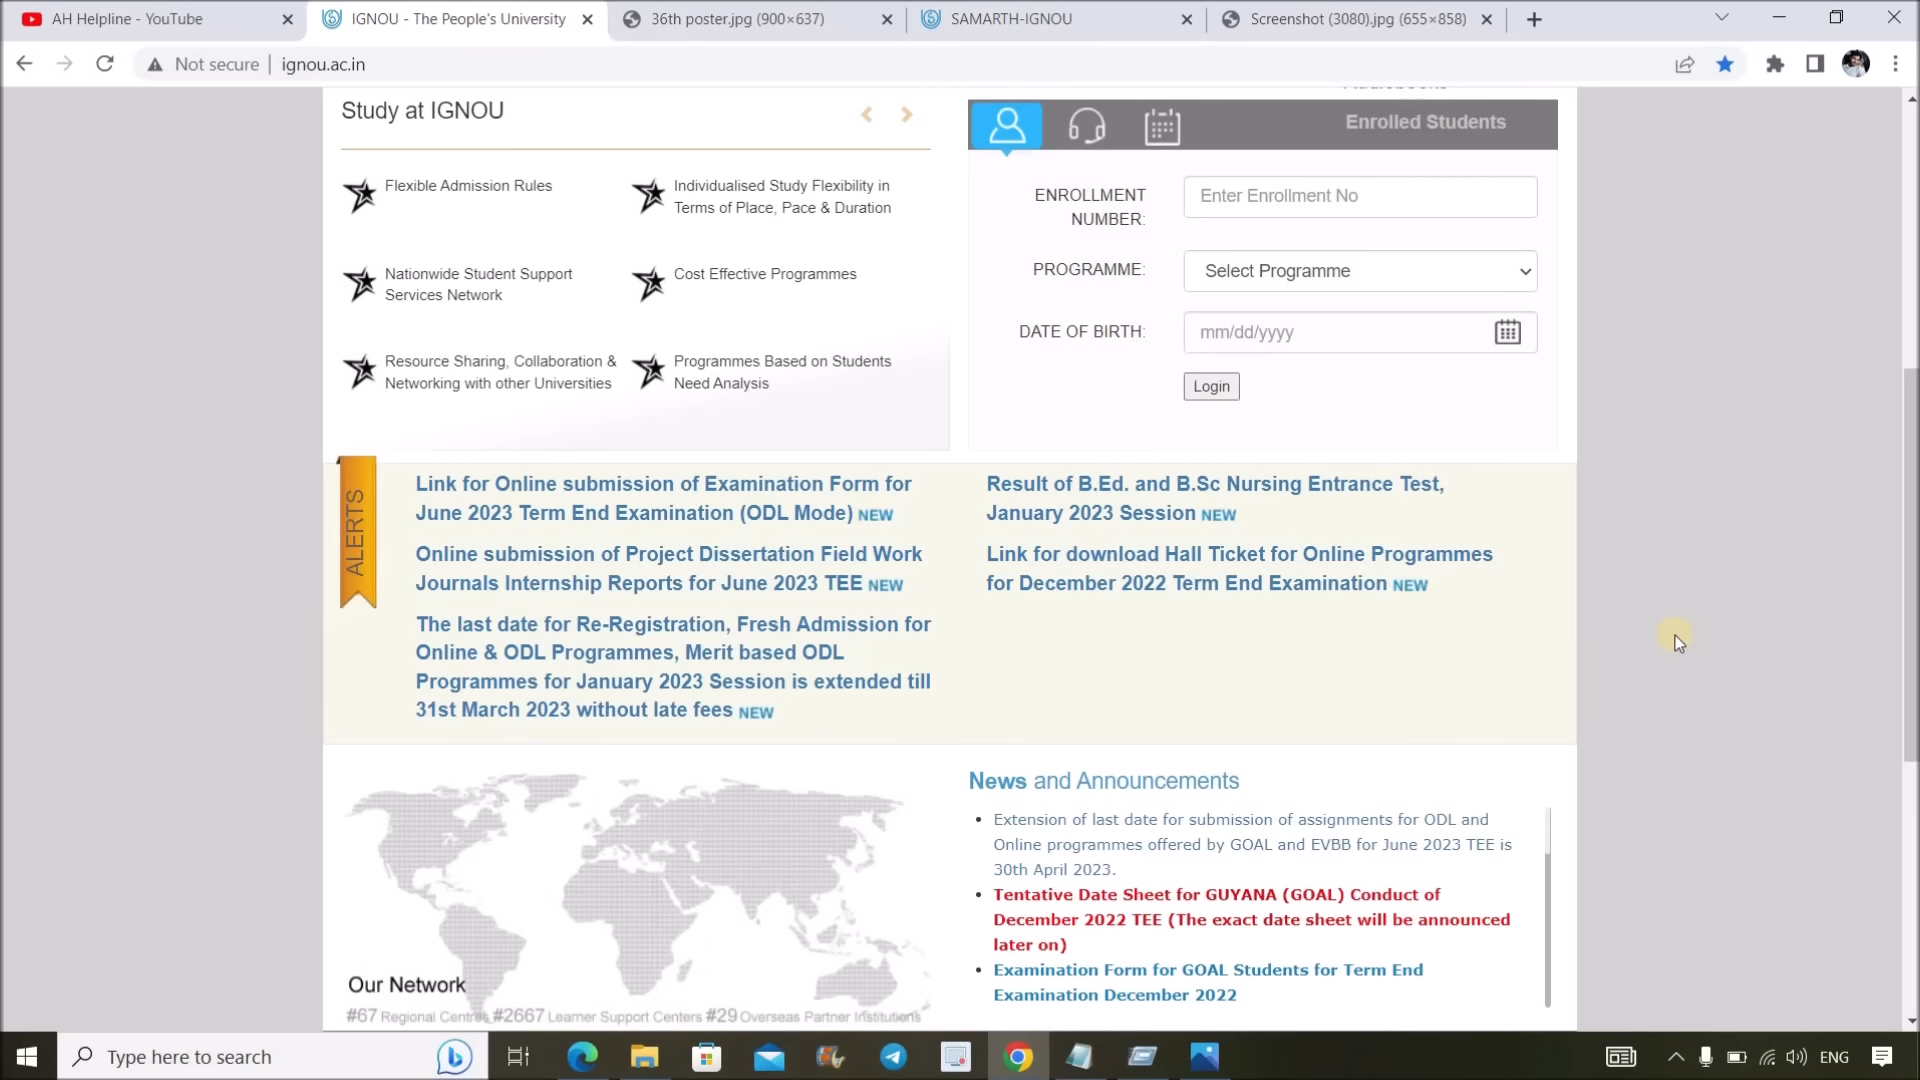 AH Helpline - YouTube
IGNOU - The People's University
36th poster.jpg (900×637)
SAMARTH-IGNOU
Screenshot (3080).jpg (655×858)
Not secure
ignou.ac.in
Study at IGNOU
Flexible Admission Rules
Individualised Study Flexibility in
Terms of Place, Pace & Duration
Nationwide Student Support
Services Network
Cost Effective Programmes
Resource Sharing, Collaboration &
Networking with other Universities
Programmes Based on Students
Need Analysis
Enrolled Students
ENROLLMENT
NUMBER:
Enter Enrollment No
PROGRAMME:
Select Programme
DATE OF BIRTH:
mm/dd/yyyy
Login
ALERTS
Link for Online submission of Examination Form for
June 2023 Term End Examination (ODL Mode) NEW
Online submission of Project Dissertation Field Work
Journals Internship Reports for June 2023 TEE NEW
The last date for Re-Registration, Fresh Admission for
Online & ODL Programmes, Merit based ODL
Programmes for January 2023 Session is extended till
31st March 2023 without late fees NEW
Result of B.Ed. and B.Sc Nursing Entrance Test,
January 2023 Session NEW
Link for download Hall Ticket for Online Programmes
for December 2022 Term End Examination NEW
Our Network
#67 Regional Centres #2667 Learner Support Centers #29 Overseas Partner Institutions
News and Announcements
Extension of last date for submission of assignments for ODL and
Online programmes offered by GOAL and EVBB for June 2023 TEE is
30th April 2023.
Tentative Date Sheet for GUYANA (GOAL) Conduct of
December 2022 TEE (The exact date sheet will be announced
later on)
Examination Form for GOAL Students for Term End
Examination December 2022
Type here to search
ENG